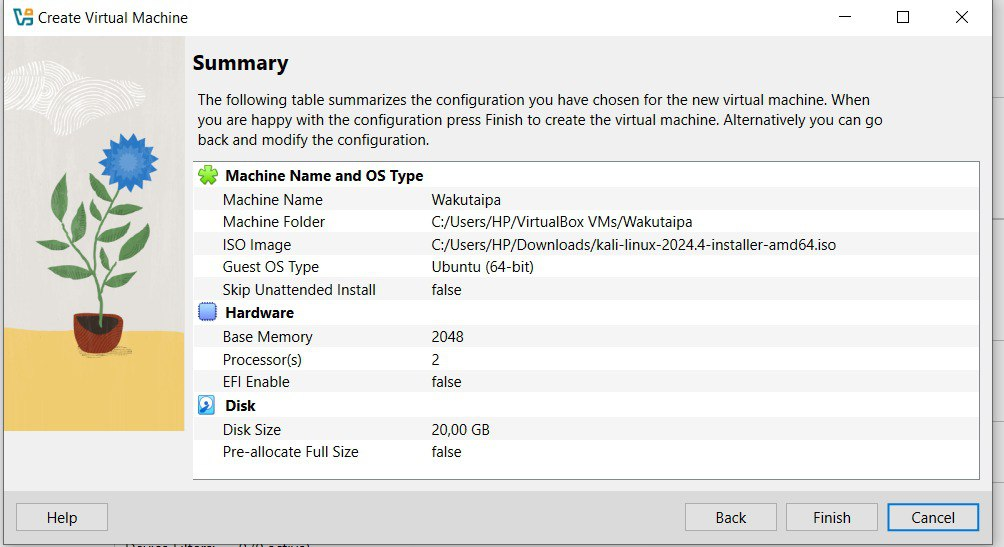 Create Virtual Machine
Summary
The following table summarizes the configuration you have chosen for the new virtual machine. When
you are happy with the configuration press Finish to create the virtual machine. Alternatively you can go
back and modify the configuration.
Machine Name and OS Type
Machine Name Wakutaipa
Machine Folder C:/Users/HP/VirtualBox VMs/Wakutaipa
ISO Image C:/Users/HP/Downloads/kali-linux-2024.4-installer-amd64.iso
Guest OS Type Ubuntu (64-bit)
Skip Unattended Install false
Hardware
Base Memory 2048
Processor(s) 2
EFI Enable false
Disk
Disk Size 20,00 GB
Pre-allocate Full Size false
Help Back Finish Cancel